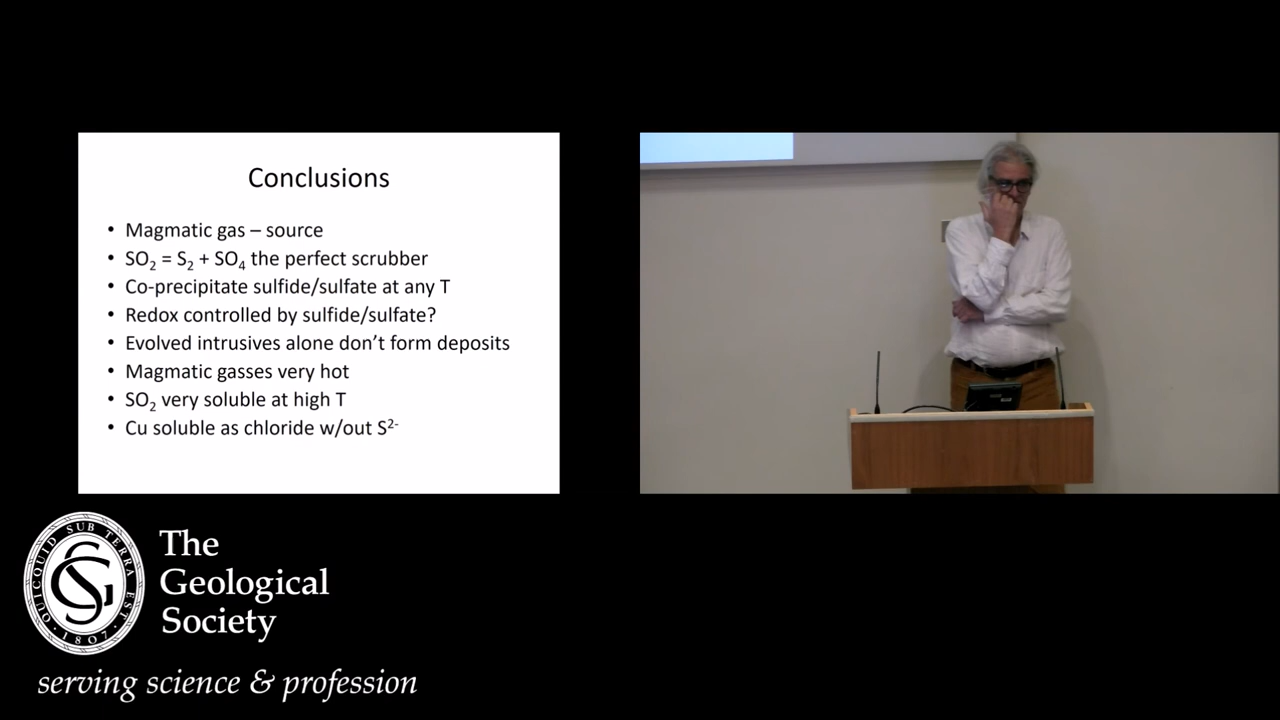 Conclusions
• Magmatic gas – source
• SO₂ = S₂ + SO₄ the perfect scrubber
• Co-precipitate sulfide/sulfate at any T
• Redox controlled by sulfide/sulfate?
• Evolved intrusives alone don’t form deposits
• Magmatic gasses very hot
• SO₂ very soluble at high T
• Cu soluble as chloride w/out S²⁻
QUICQUID SUB TERRA EST
· 1807 ·
The
Geological
Society
serving science & profession